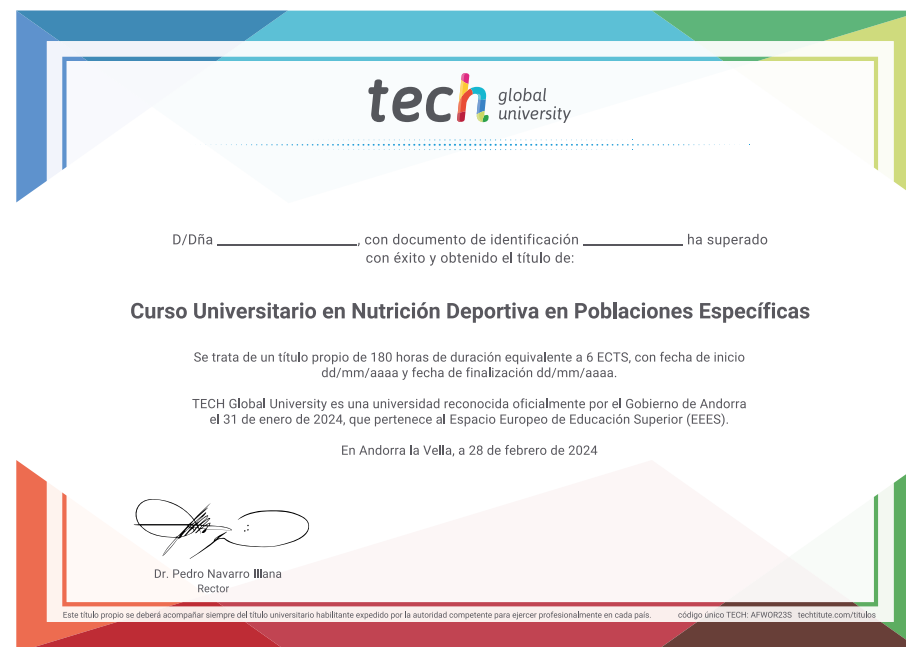 tech global university
D/Dña ________________, con documento de identificación ____________ ha superado
con éxito y obtenido el título de:
Curso Universitario en Nutrición Deportiva en Poblaciones Específicas
Se trata de un título propio de 180 horas de duración equivalente a 6 ECTS, con fecha de inicio
dd/mm/aaaa y fecha de finalización dd/mm/aaaa.
TECH Global University es una universidad reconocida oficialmente por el Gobierno de Andorra
el 31 de enero de 2024, que pertenece al Espacio Europeo de Educación Superior (EEES).
En Andorra la Vella, a 28 de febrero de 2024
Dr. Pedro Navarro Illana
Rector
Este título propio se deberá acompañar siempre del título universitario habilitante expedido por la autoridad competente para ejercer profesionalmente en cada país. código único TECH: AFWOR23S techtitute.com/titulos